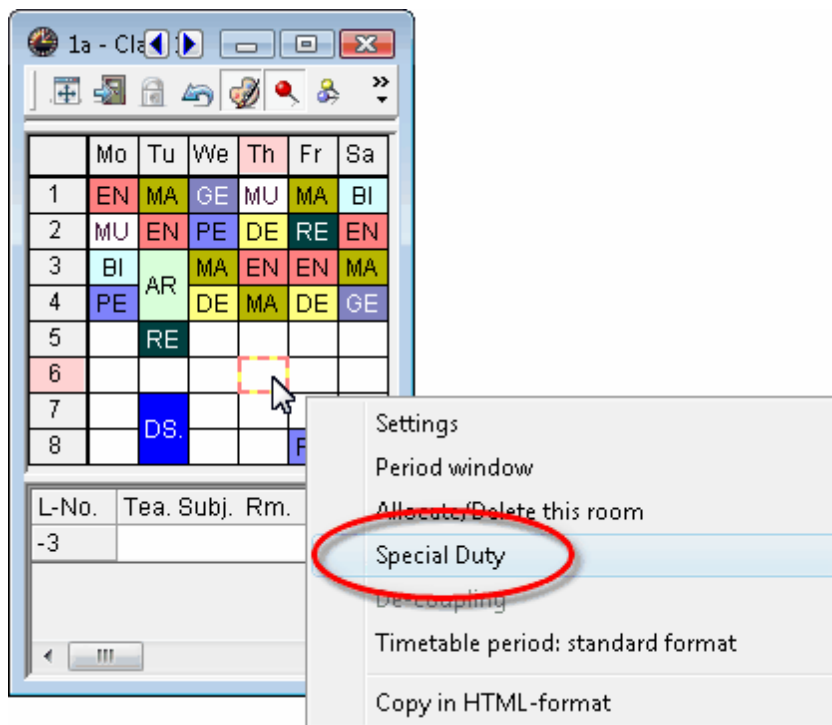 1a - Cla
Mo Tu We Th Fr Sa
1 EN MA GE MU MA BI
2 MU EN PE DE RE EN
3 BI AR MA EN EN MA
4 PE DE MA DE GE
5 RE
6
7 DS.
8
L-No. Tea. Subj. Rm.
-3
Settings
Period window
Allocate/Delete this room
Special Duty
De-coupling
Timetable period: standard format
Copy in HTML-format